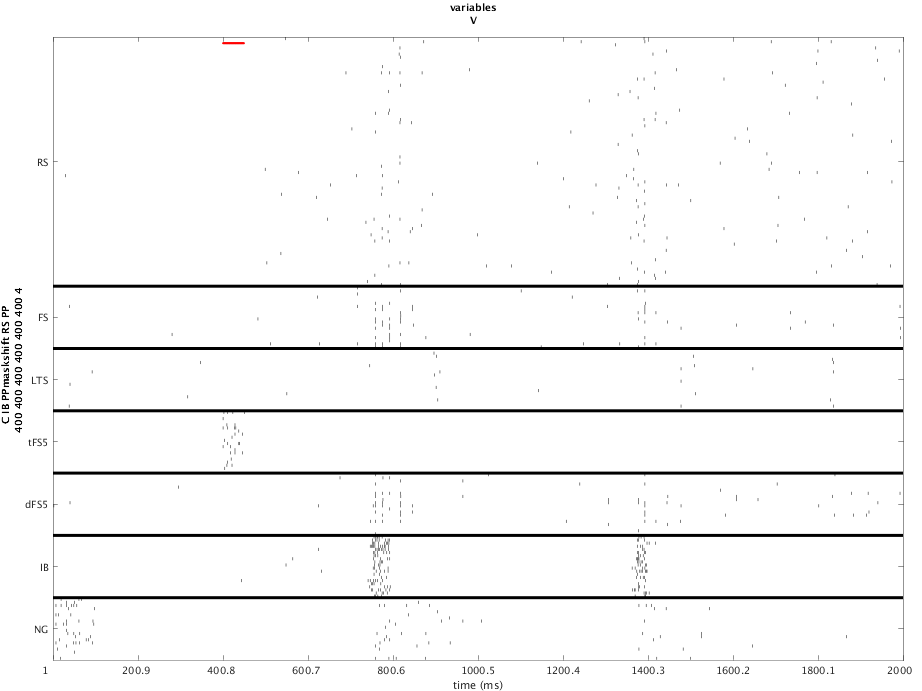 variables
V
C IB PPmaskshift RS PP
400 400 400 400 400 400 4
RS
FS
LTS
tFS5
dFS5
IB
NG
1 200.9 400.8 600.7 800.6 1000.5 1200.4 1400.3 1600.2 1800.1 2000
time (ms)